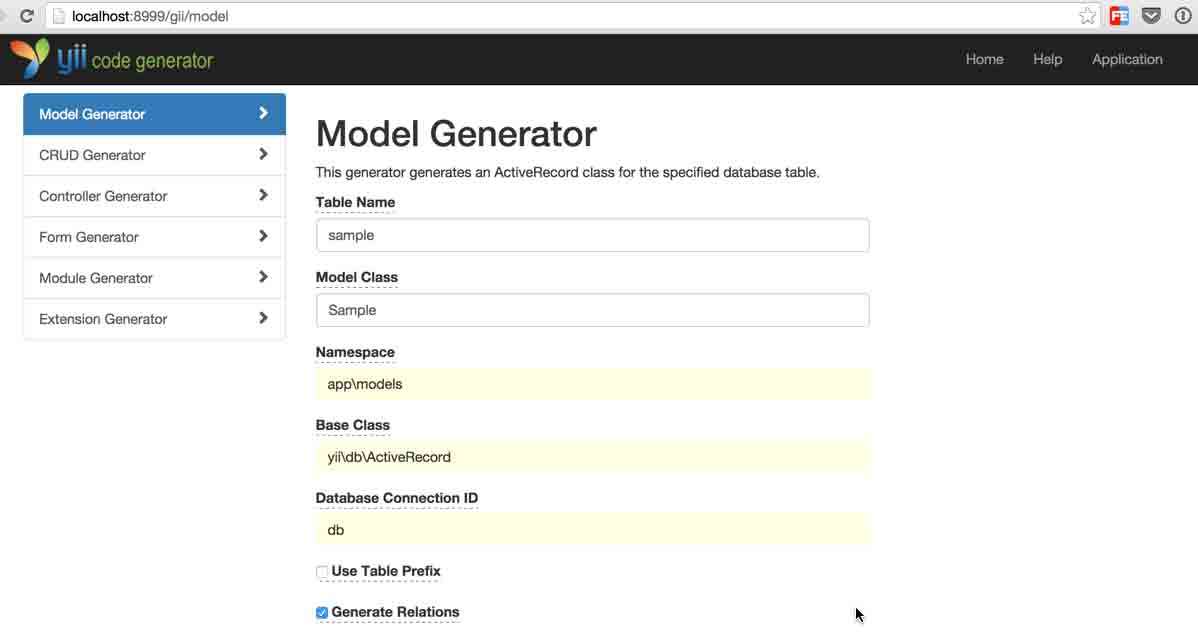 localhost:8999/gii/model
FE
yii code generator
Home Help Application
Model Generator
CRUD Generator
Controller Generator
Form Generator
Module Generator
Extension Generator
Model Generator
This generator generates an ActiveRecord class for the specified database table.
Table Name
sample
Model Class
Sample
Namespace
app\models
Base Class
yii\db\ActiveRecord
Database Connection ID
db
Use Table Prefix
Generate Relations